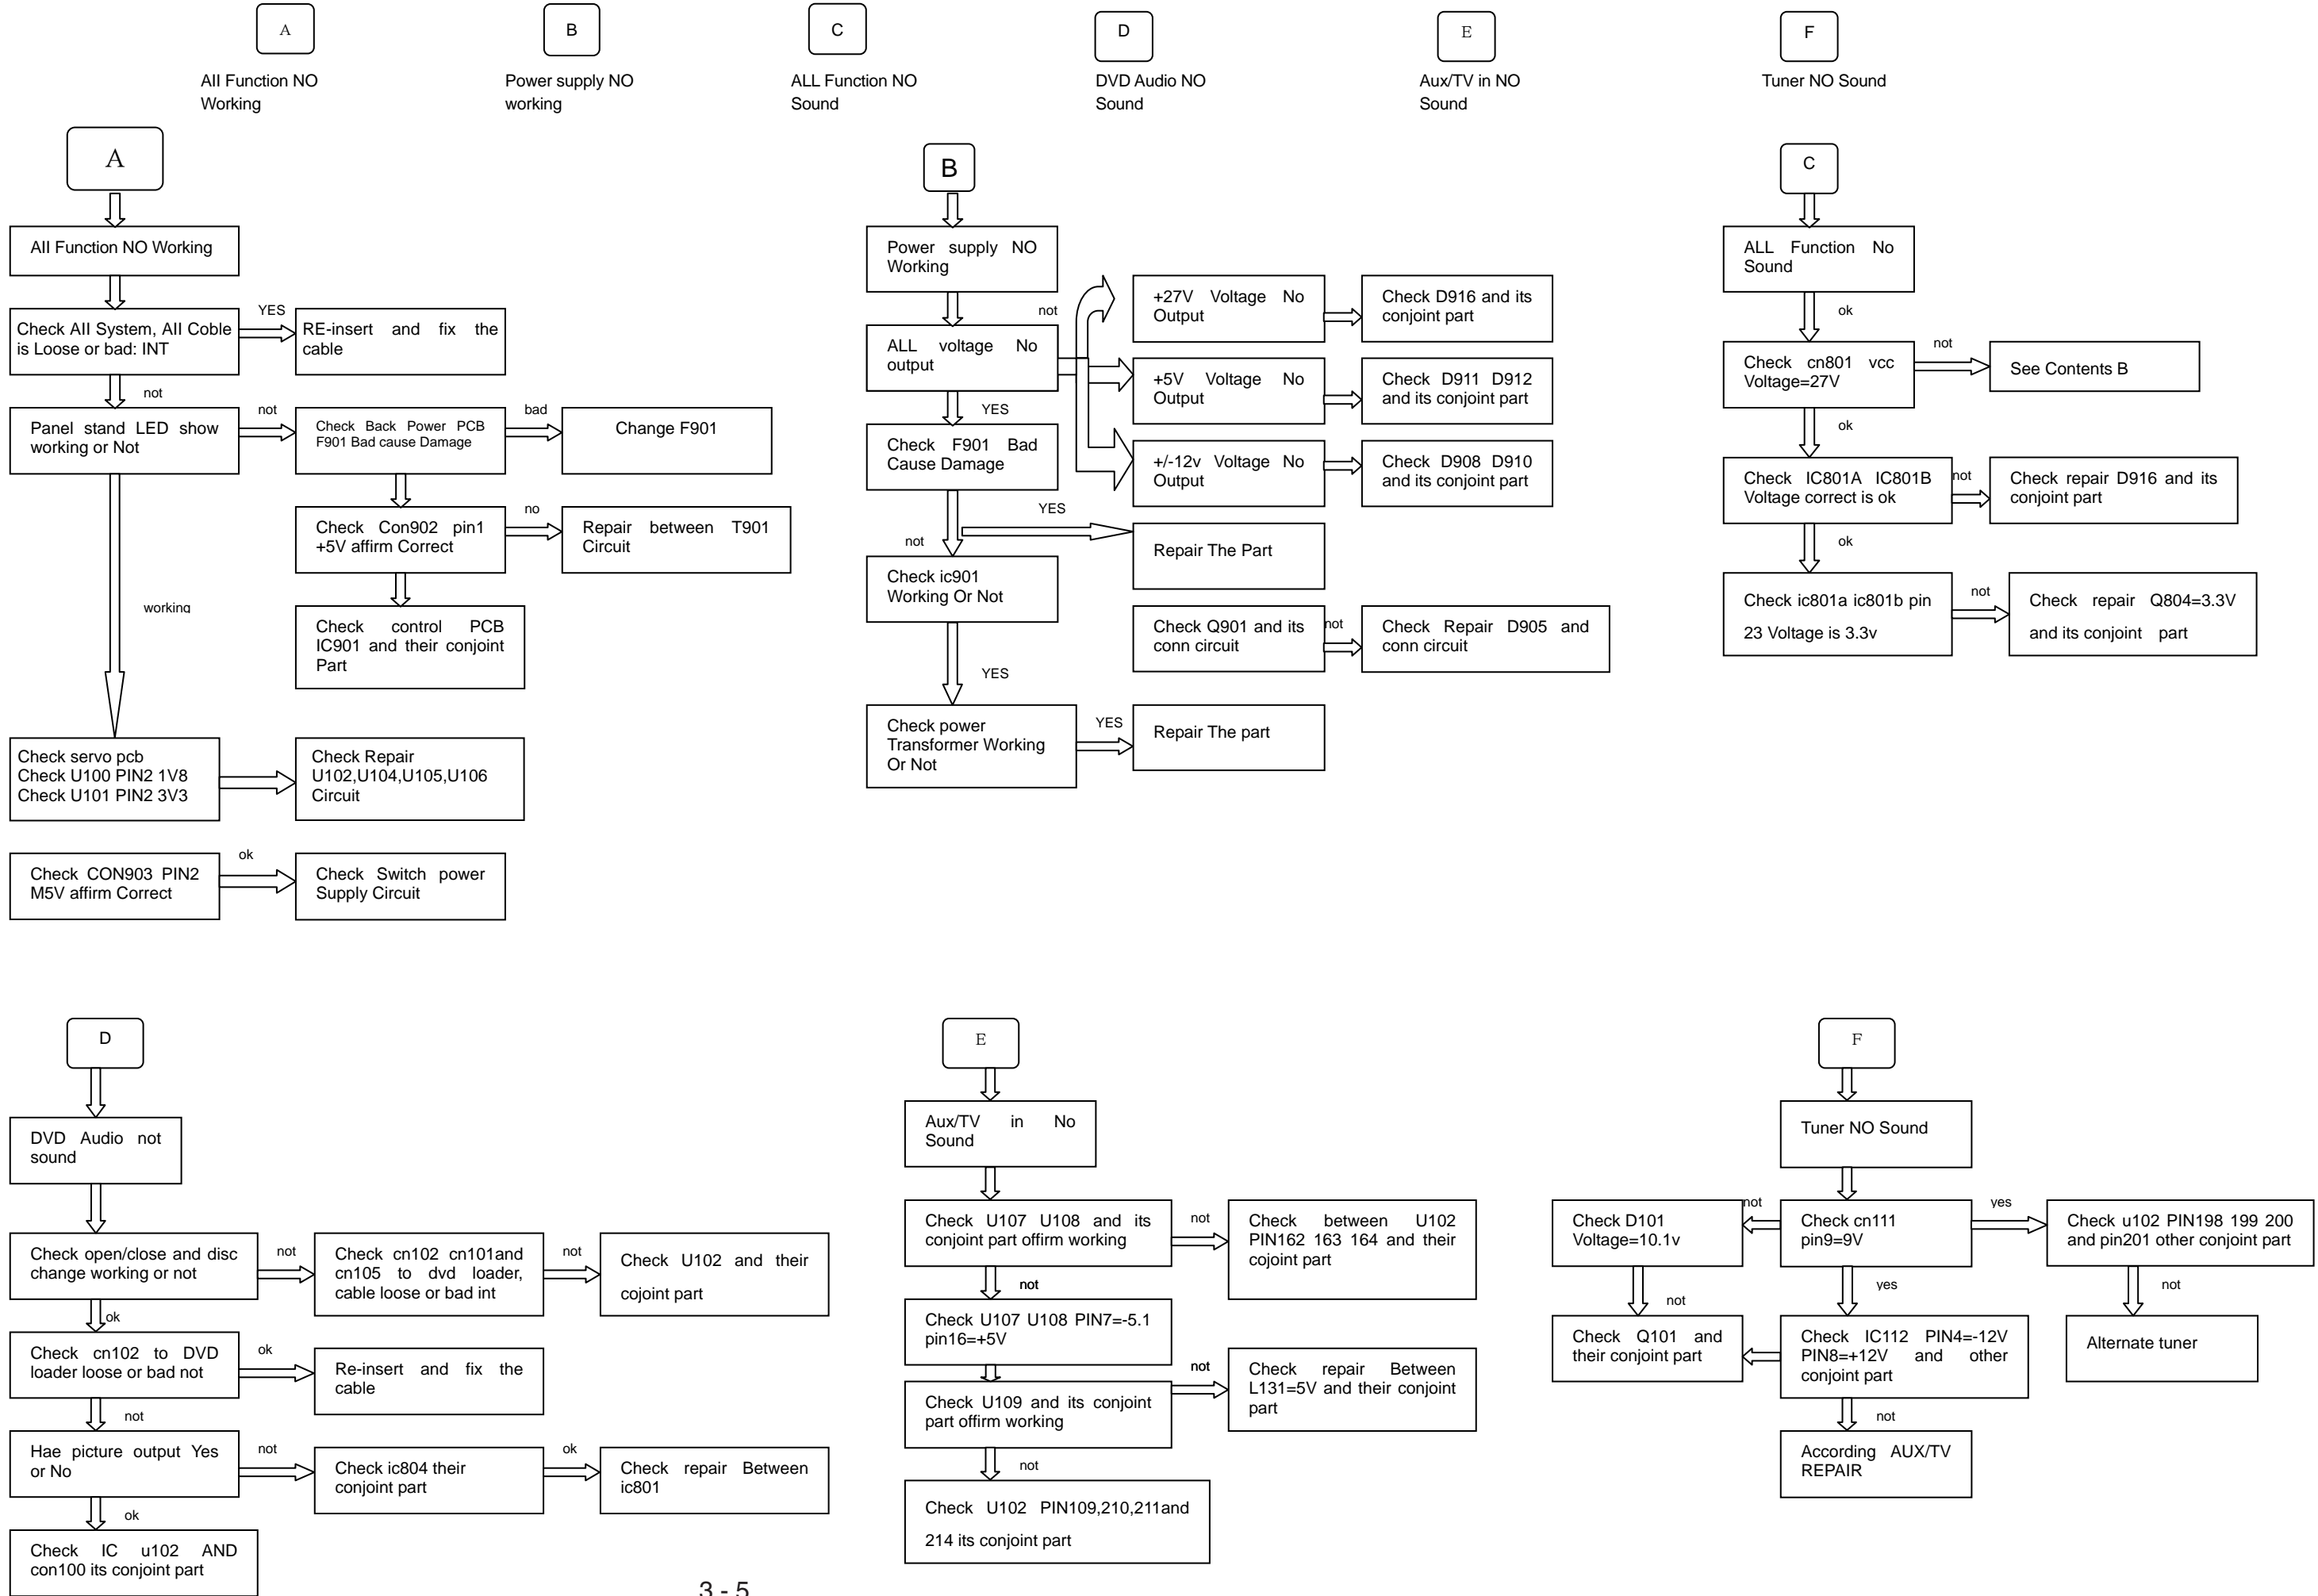 A
AII Function NO
Working
B
Power supply NO
working
C
ALL Function NO
Sound
D
DVD Audio NO
Sound
E
Aux/TV in NO
Sound
F
Tuner NO Sound
A
AII Function NO Working
Check AII System, AII Coble
is Loose or bad: INT
YES
RE-insert and fix the
cable
not
Panel stand LED show
working or Not
not
Check Back Power PCB
F901 Bad cause Damage
bad
Change F901
Check Con902 pin1
+5V affirm Correct
no
Repair between T901
Circuit
working
Check control PCB
IC901 and their conjoint
Part
Check servo pcb
Check U100 PIN2 1V8
Check U101 PIN2 3V3
Check Repair
U102,U104,U105,U106
Circuit
Check CON903 PIN2
M5V affirm Correct
ok
Check Switch power
Supply Circuit
B
Power supply NO
Working
not
ALL voltage No
output
+27V Voltage No
Output
Check D916 and its
conjoint part
+5V Voltage No
Output
Check D911 D912
and its conjoint part
+/-12v Voltage No
Output
Check D908 D910
and its conjoint part
YES
Check F901 Bad
Cause Damage
YES
Repair The Part
not
Check ic901
Working Or Not
Check Q901 and its
conn circuit
not
Check Repair D905 and
conn circuit
YES
Check power
Transformer Working
Or Not
YES
Repair The part
C
ALL Function No
Sound
ok
Check cn801 vcc
Voltage=27V
not
See Contents B
ok
Check IC801A IC801B
Voltage correct is ok
not
Check repair D916 and its
conjoint part
ok
Check ic801a ic801b pin
23 Voltage is 3.3v
not
Check repair Q804=3.3V
and its conjoint part
D
DVD Audio not
sound
Check open/close and disc
change working or not
not
Check cn102 cn101and
cn105 to dvd loader,
cable loose or bad int
not
Check U102 and their
cojoint part
ok
Check cn102 to DVD
loader loose or bad not
ok
Re-insert and fix the
cable
not
Hae picture output Yes
or No
not
Check ic804 their
conjoint part
ok
Check repair Between
ic801
ok
Check IC u102 AND
con100 its conjoint part
E
Aux/TV in No
Sound
Check U107 U108 and its
conjoint part offirm working
not
Check between U102
PIN162 163 164 and their
cojoint part
not
Check U107 U108 PIN7=-5.1
pin16=+5V
Check U109 and its conjoint
part offirm working
not
Check repair Between
L131=5V and their conjoint
part
not
Check U102 PIN109,210,211and
214 its conjoint part
F
Tuner NO Sound
Check D101
Voltage=10.1v
not
Check cn111
pin9=9V
yes
Check u102 PIN198 199 200
and pin201 other conjoint part
not
yes
not
Check Q101 and
their conjoint part
Check IC112 PIN4=-12V
PIN8=+12V and other
conjoint part
Alternate tuner
not
According AUX/TV
REPAIR
3 - 5